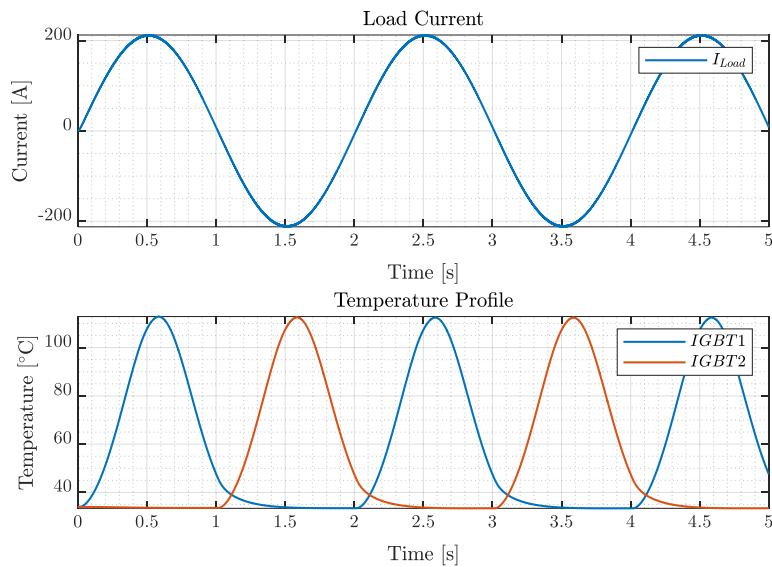 Load Current
Current [A]
200
0
-200
I_Load
0 0.5 1 1.5 2 2.5 3 3.5 4 4.5 5
Time [s]
Temperature Profile
Temperature [°C]
100
80
60
40
IGBT1
IGBT2
0 0.5 1 1.5 2 2.5 3 3.5 4 4.5 5
Time [s]